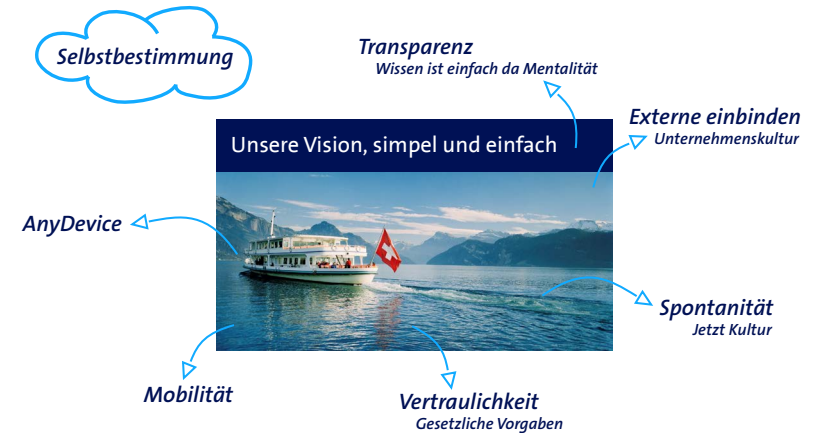 Selbstbestimmung
Transparenz
Wissen ist einfach da Mentalität
Externe einbinden
Unternehmenskultur
Unsere Vision, simpel und einfach
AnyDevice
Spontanität
Jetzt Kultur
Mobilität
Vertraulichkeit
Gesetzliche Vorgaben